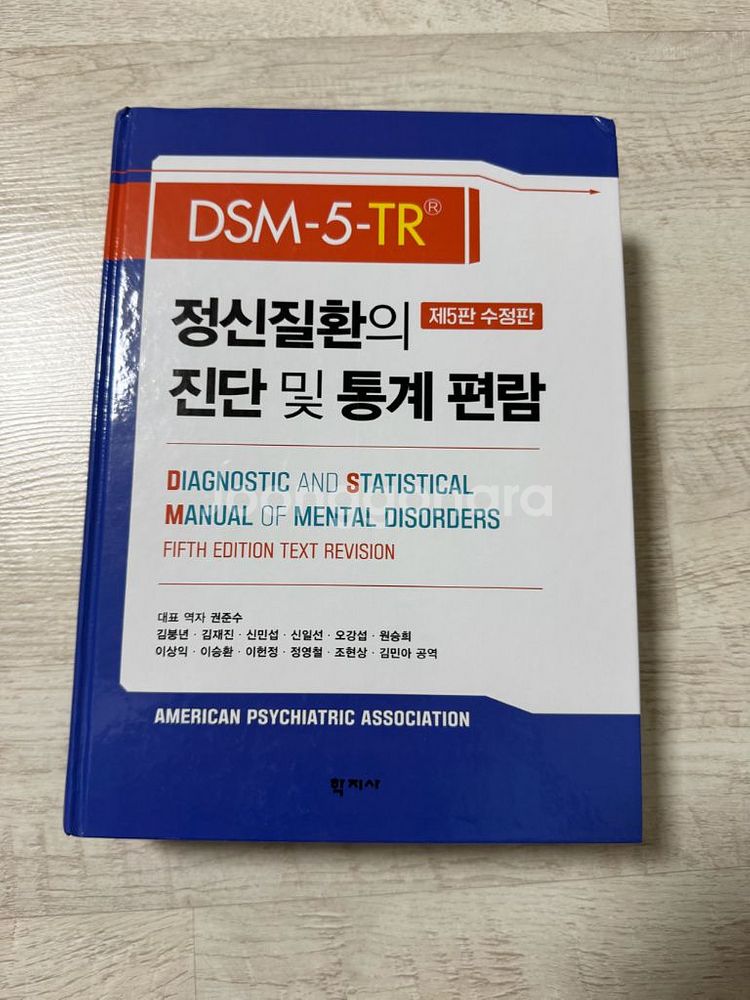 DSM-5-TR®
정신질환의 제5판 수정판
진단 및 통계 편람
DIAGNOSTIC AND STATISTICAL
MANUAL OF MENTAL DISORDERS
FIFTH EDITION TEXT REVISION
대표 역자 권준수
김붕년 · 김재진 · 신민섭 · 신일선 · 오강섭 · 원승희
이상익 · 이승환 · 이헌정 · 정영철 · 조현상 · 김민아 공역
AMERICAN PSYCHIATRIC ASSOCIATION
학지사
joonggonara